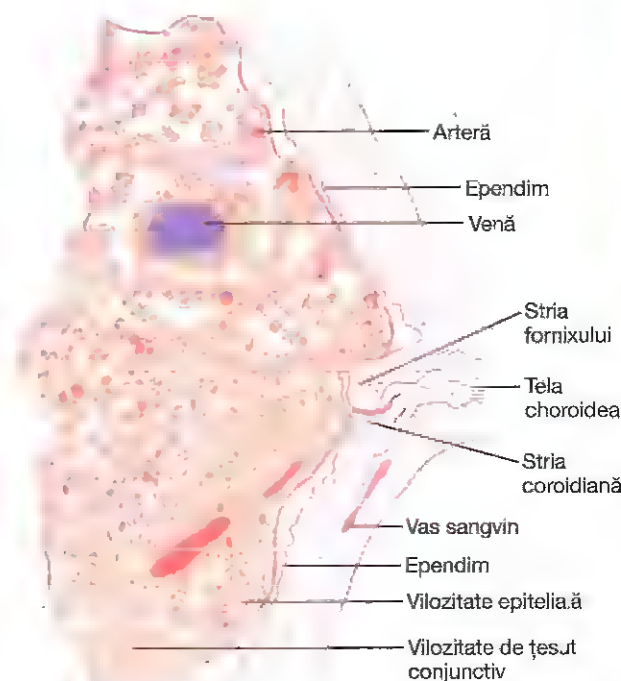 Arteră
Ependim
Venă
Stria
fornixului
Tela
choroidea
Stria
coroidiană
Vas sangvin
Ependim
Vilozitate epitelială
Vilozitate de țesut
conjunctiv